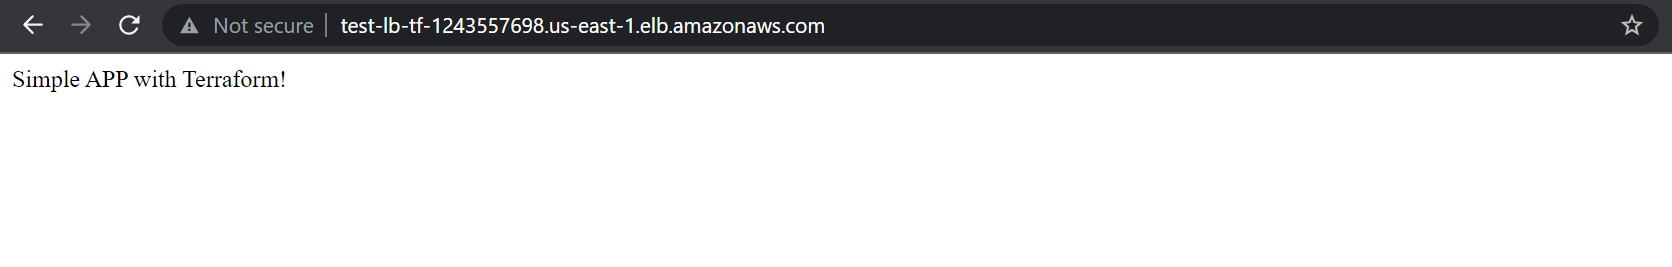 Not secure | test-lb-tf-1243557698.us-east-1.elb.amazonaws.com
Simple APP with Terraform!